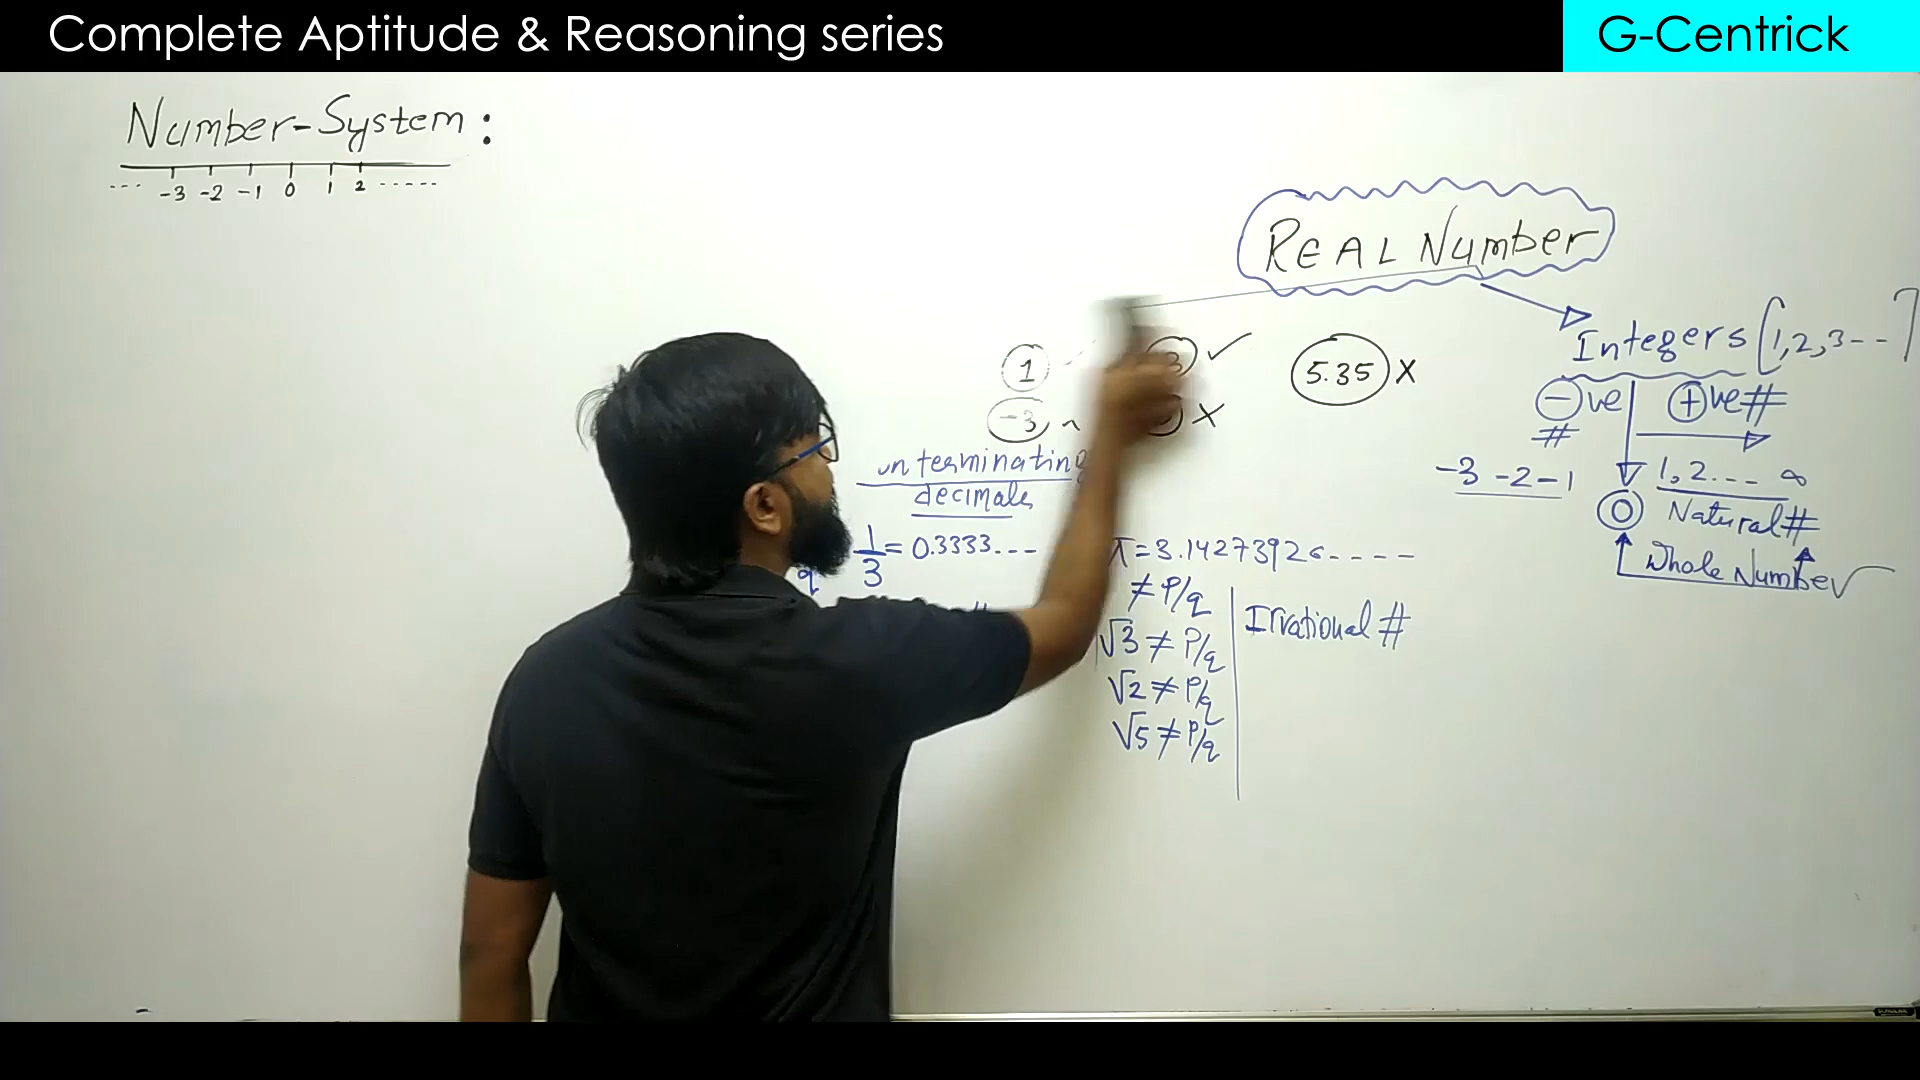 Complete Aptitude & Reasoning series
G-Centrick
Number-System :
--- -3 -2 -1 0 1 2 -----
REAL Number
Integers [1,2,3---]
1
✓
5.35 X
-ve
#
+ve#
-3
X
unterminating
decimals
-3 -2 -1
1,2.... ∞
0
Natural#
1/3 = 0.3333...
q
π=3.14273926----
Whole Number
≠ P/q
√3 ≠ P/q
Irrational #
√2 ≠ P/q
√5 ≠ P/q